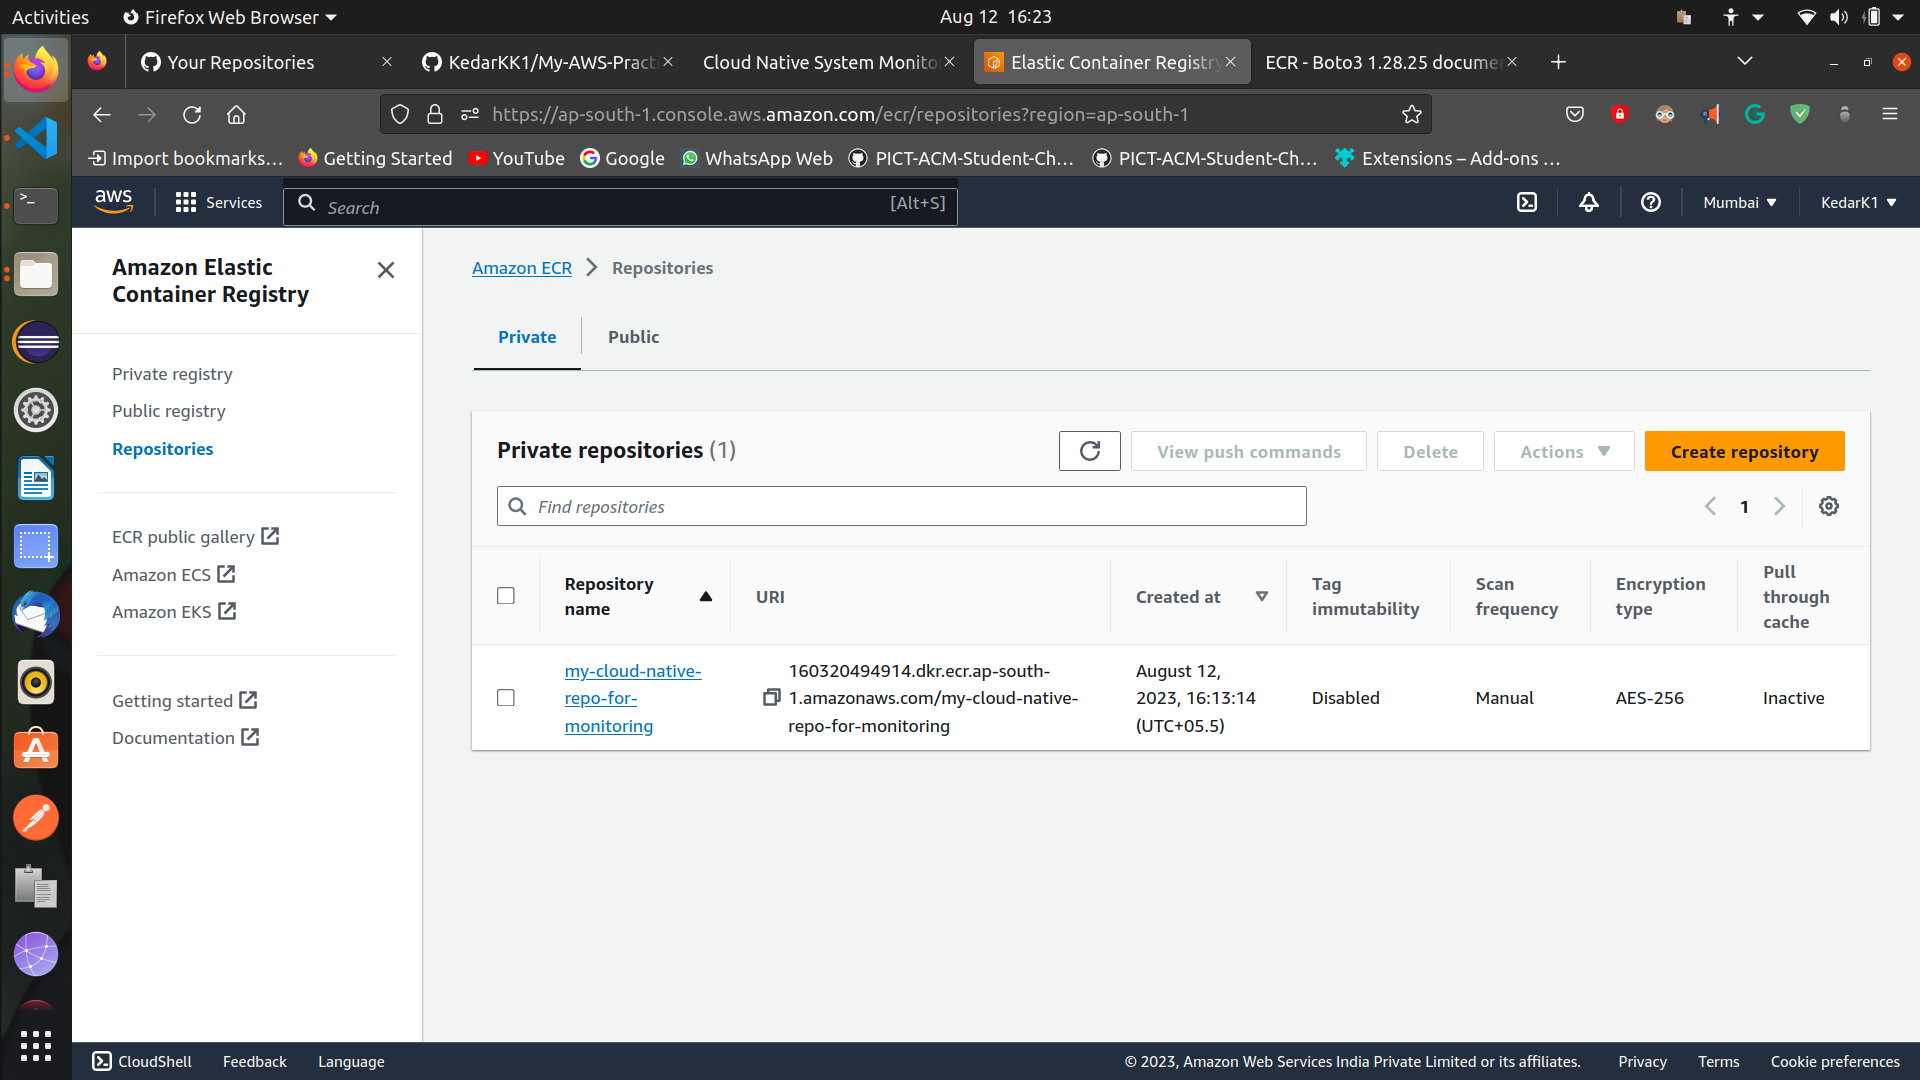 Activities Firefox Web Browser Aug 12 16:23
Your Repositories KedarKK1/My-AWS-Practi Cloud Native System Monito Elastic Container Registry ECR - Boto3 1.28.25 docume
https://ap-south-1.console.aws.amazon.com/ecr/repositories?region=ap-south-1
Import bookmarks... Getting Started YouTube Google WhatsApp Web PICT-ACM-Student-Ch... PICT-ACM-Student-Ch... Extensions – Add-ons ...
aws Services Search [Alt+S] Mumbai KedarK1
Amazon Elastic
Container Registry
Private registry
Public registry
Repositories
ECR public gallery
Amazon ECS
Amazon EKS
Getting started
Documentation
Amazon ECR Repositories
Private Public
Private repositories (1) View push commands Delete Actions Create repository
Find repositories 1
Repository
name
URI
Created at
Tag
immutability
Scan
frequency
Encryption
type
Pull
through
cache
my-cloud-native-
repo-for-
monitoring
160320494914.dkr.ecr.ap-south-
1.amazonaws.com/my-cloud-native-
repo-for-monitoring
August 12,
2023, 16:13:14
(UTC+05.5)
Disabled
Manual
AES-256
Inactive
CloudShell Feedback Language © 2023, Amazon Web Services India Private Limited or its affiliates. Privacy Terms Cookie preferences